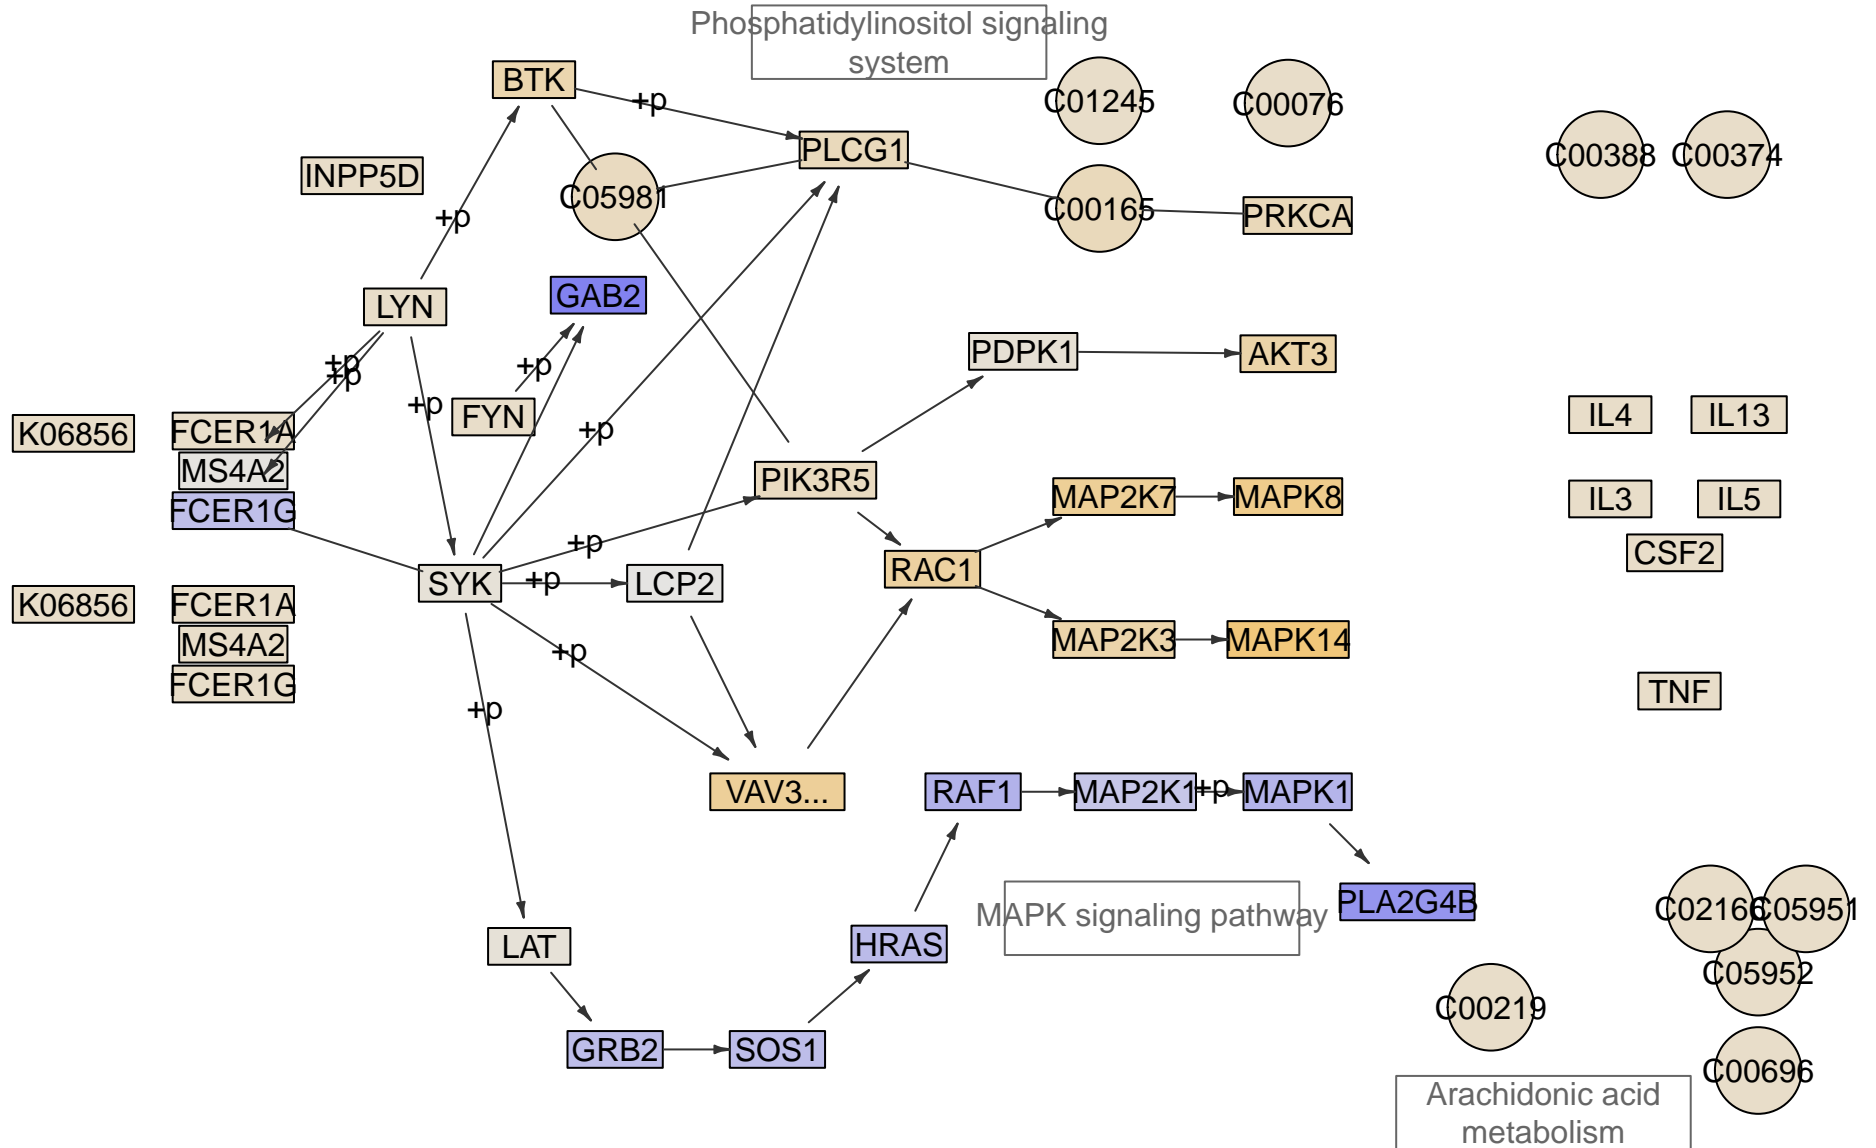 Phosphatidylinositol signaling
system
BTK
+p
C01245
C00076
PLCG1
C00388
C00374
INPP5D
C05981
C00165
PRKCA
+p
LYN
GAB2
+p
+p
+p
PDPK1
AKT3
+p
FYN
IL4
IL13
K06856
FCER1A
+p
MS4A2
PIK3R5
MAP2K7
MAPK8
IL3
IL5
FCER1G
+p
CSF2
SYK
+p
LCP2
RAC1
K06856
FCER1A
MS4A2
+p
MAP2K3
MAPK14
FCER1G
TNF
+p
VAV3...
RAF1
MAP2K1
+p
MAPK1
MAPK signaling pathway
PLA2G4B
C02166
C05951
LAT
HRAS
C05952
C00219
GRB2
SOS1
C00696
Arachidonic acid
metabolism